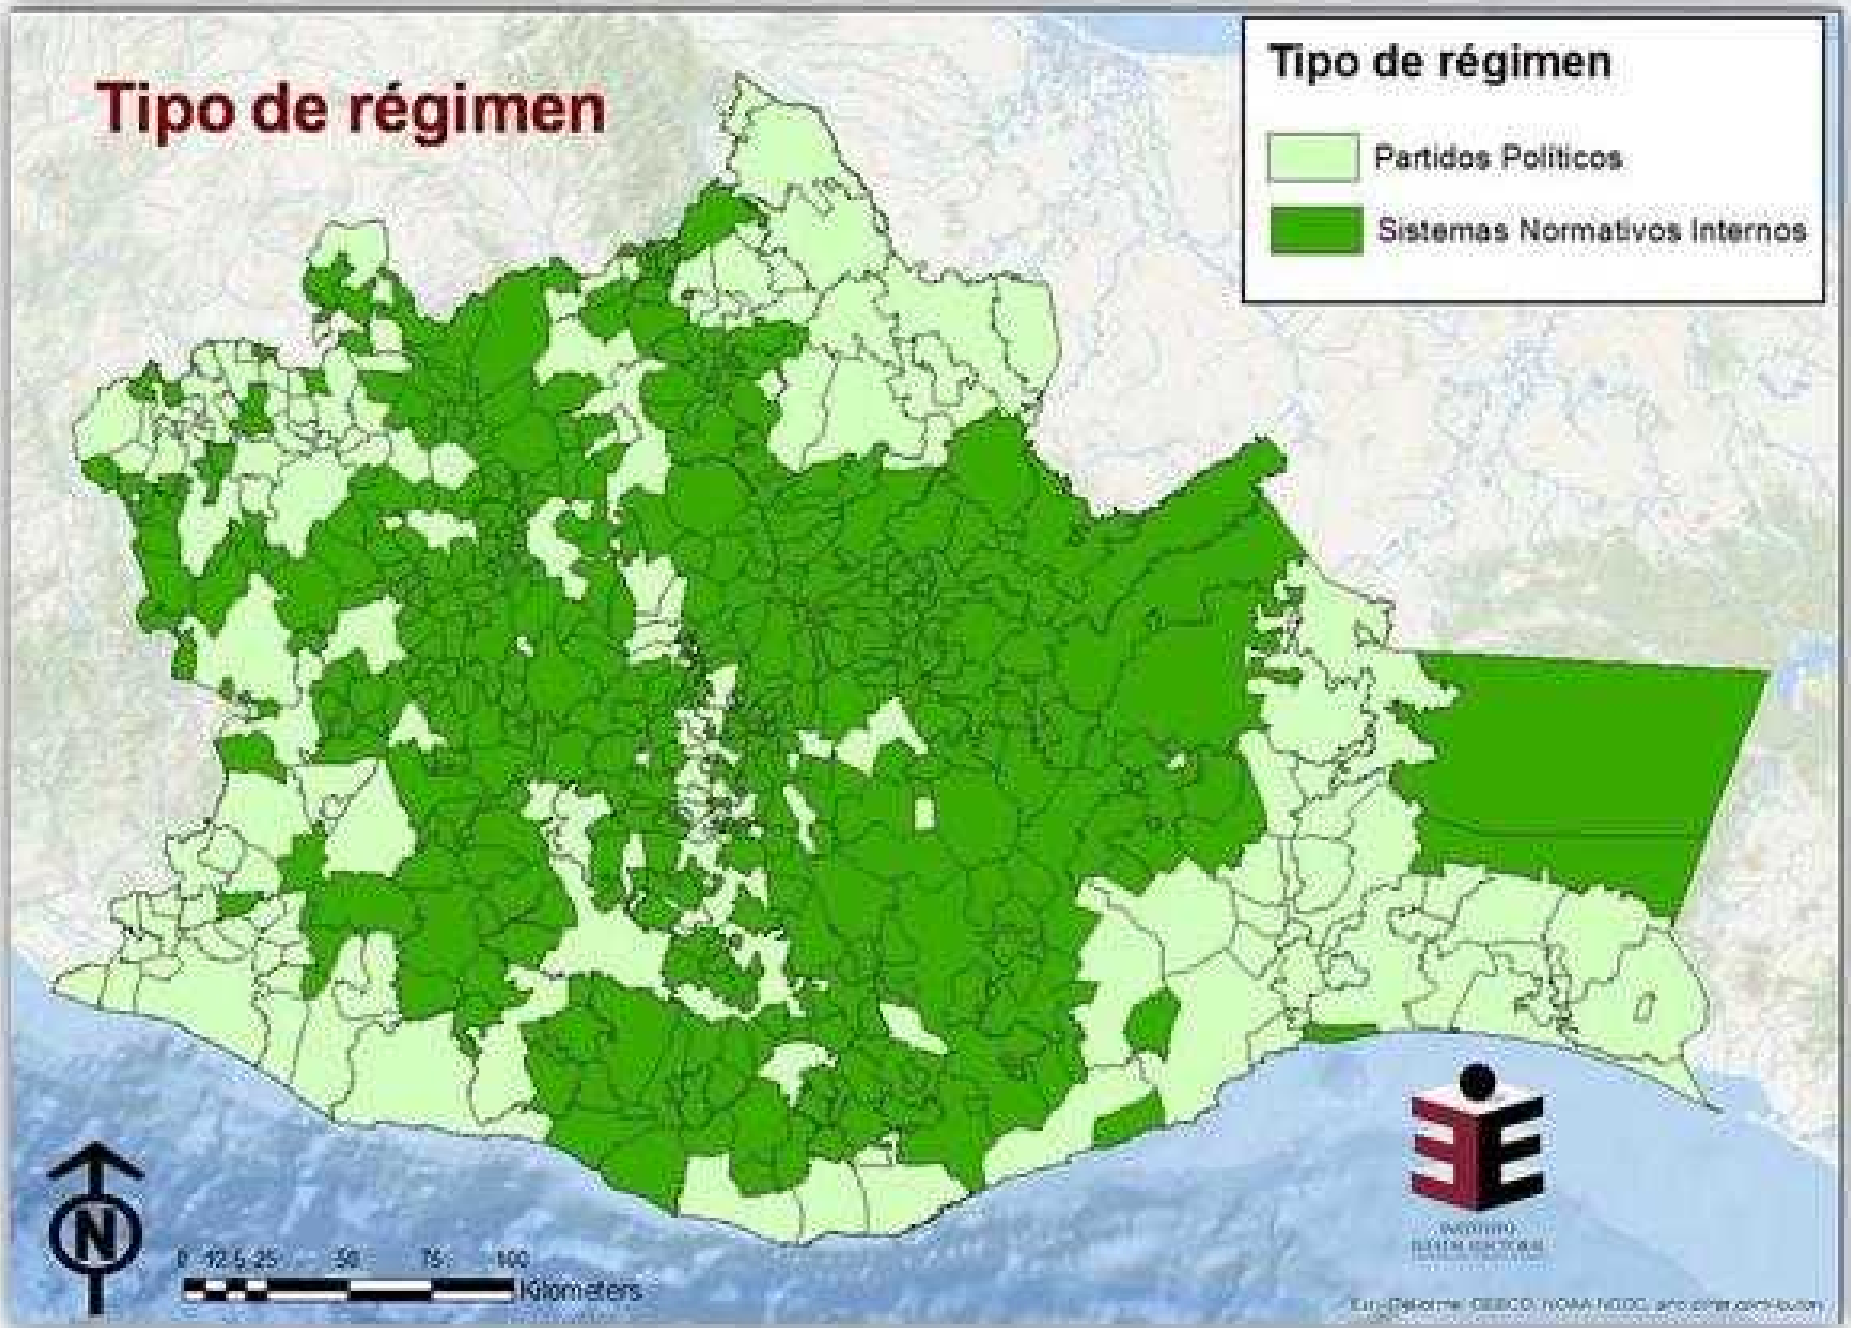 Tipo de régimen
Tipo de régimen
Partidos Políticos
Sistemas Normativos Internos
N
0 12.5 25 50 75 100
Kilometers